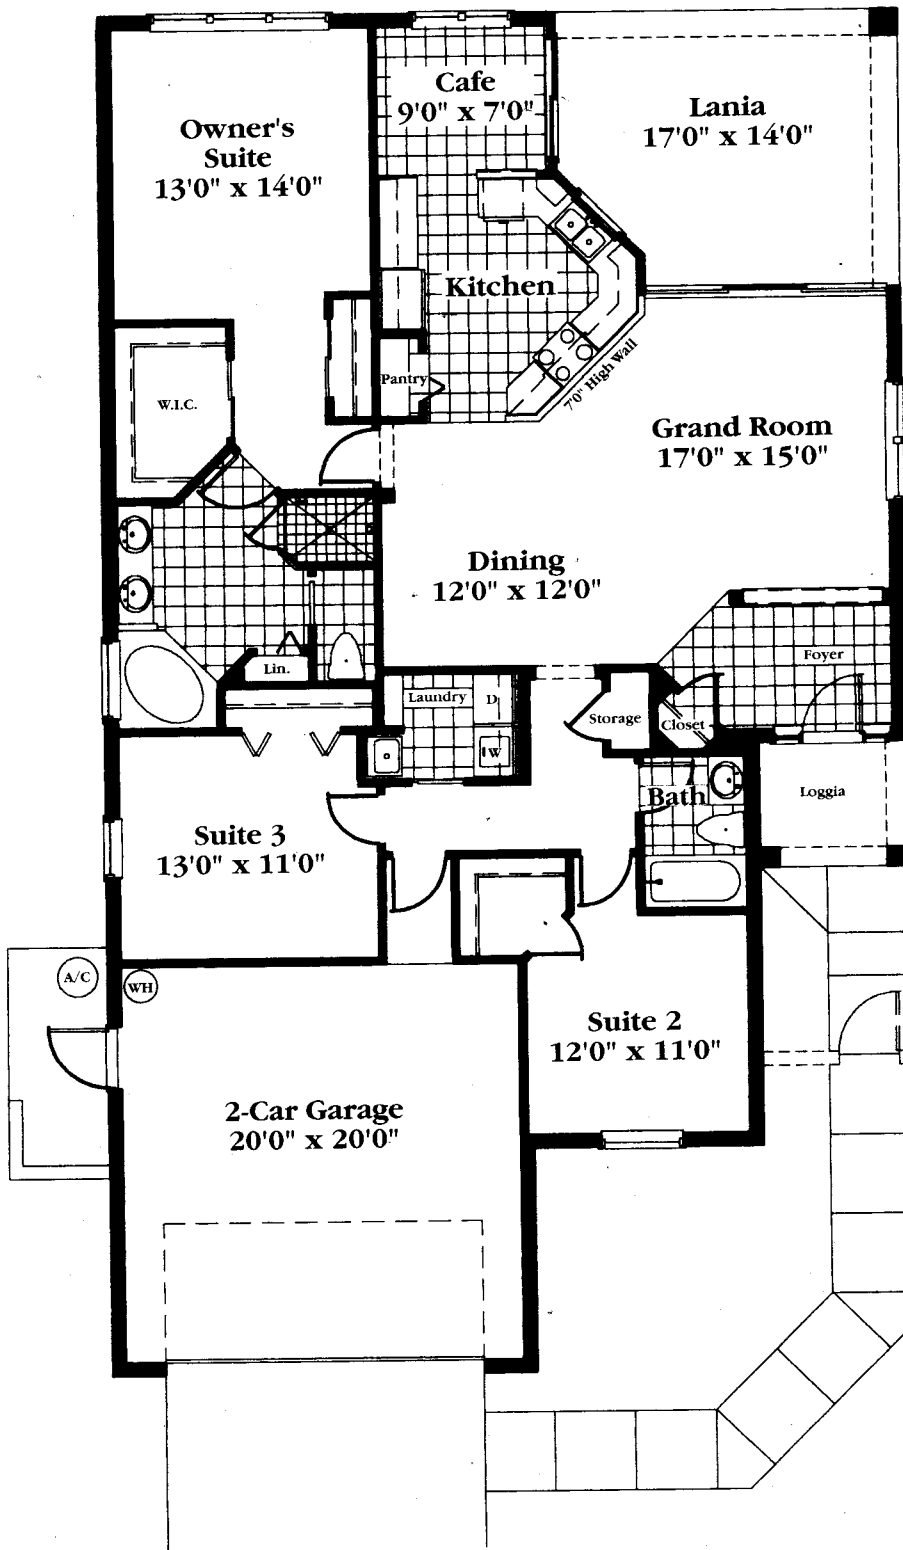 Cafe
9'0" x 7'0"
Lania
17'0" x 14'0"
Owner's
Suite
13'0" x 14'0"
Kitchen
Pantry
7'0" High Wall
W.I.C.
Grand Room
17'0" x 15'0"
Dining
12'0" x 12'0"
Foyer
Lin.
Laundry
D
W
Storage
Closet
Bath
Loggia
Suite 3
13'0" x 11'0"
A/C
WH
Suite 2
12'0" x 11'0"
2-Car Garage
20'0" x 20'0"